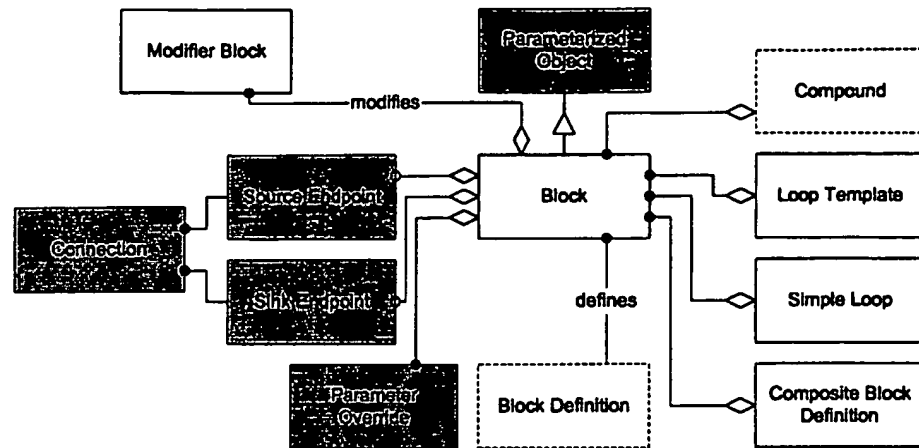 Modifier Block
Parameterized
Object
Compound
modifies
Source Endpoint
Block
Loop Template
Connection
Sink Endpoint
defines
Simple Loop
Parameter
Override
Block Definition
Composite Block
Definition